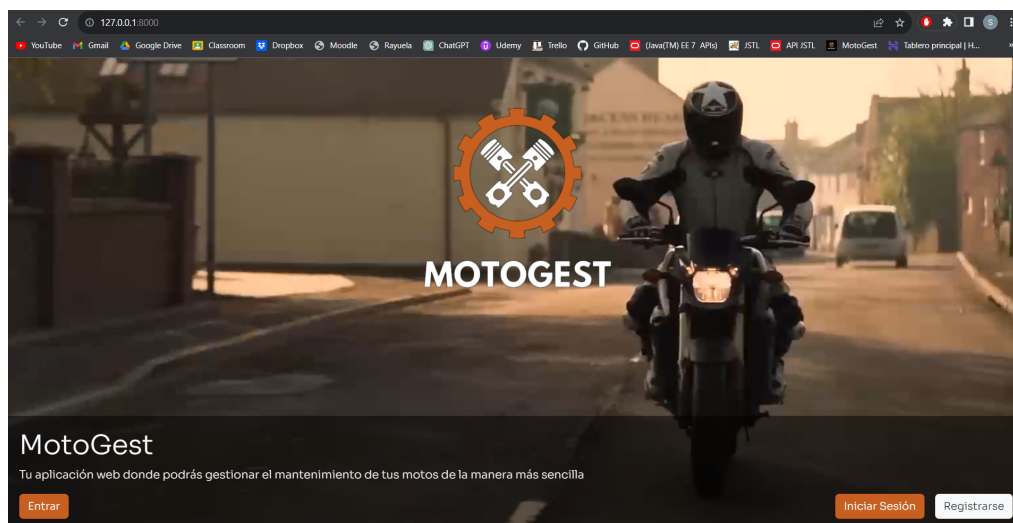 127.0.0.1:8000
S
YouTube Gmail Google Drive Classroom Dropbox Moodle Rayuela ChatGPT Udemy Trello GitHub (Java(TM) EE 7 APIs) JSTL API JSTL MotoGest Tablero principal | H... »
MOTOGEST
MotoGest
Tu aplicación web donde podrás gestionar el mantenimiento de tus motos de la manera más sencilla
Entrar Iniciar Sesión Registrarse